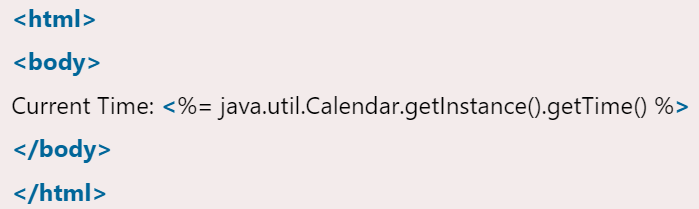 <html>
<body>
Current Time: <%= java.util.Calendar.getInstance().getTime() %>
</body>
</html>